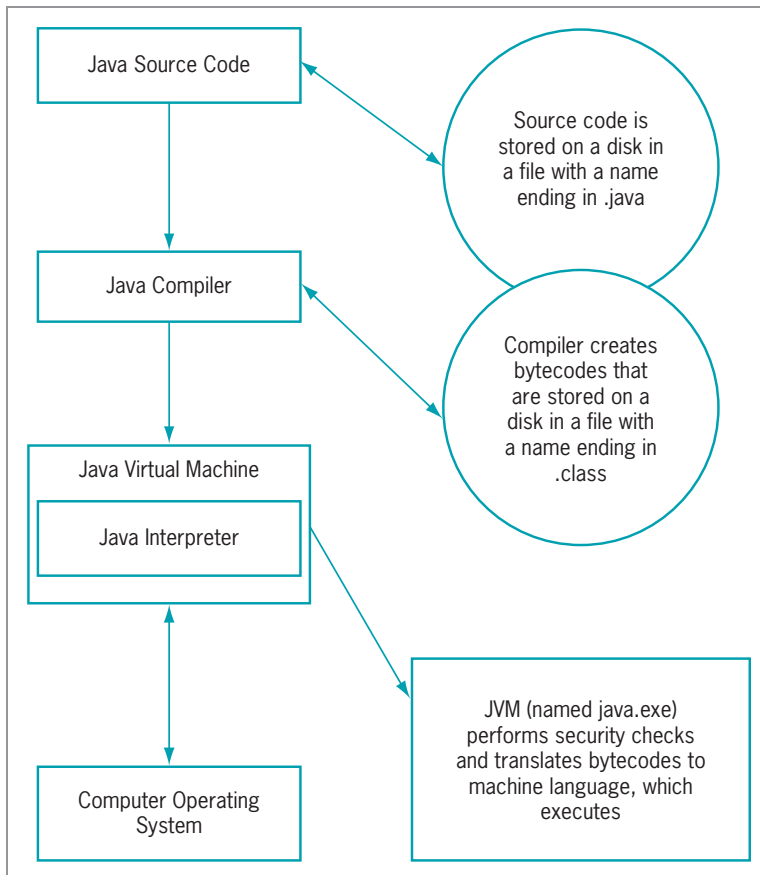 Java Source Code
Source code is
stored on a disk in
a file with a name
ending in .java
Java Compiler
Compiler creates
bytecodes that
are stored on a
disk in a file with
a name ending in
.class
Java Virtual Machine
Java Interpreter
JVM (named java.exe)
performs security checks
and translates bytecodes to
machine language, which
executes
Computer Operating
System